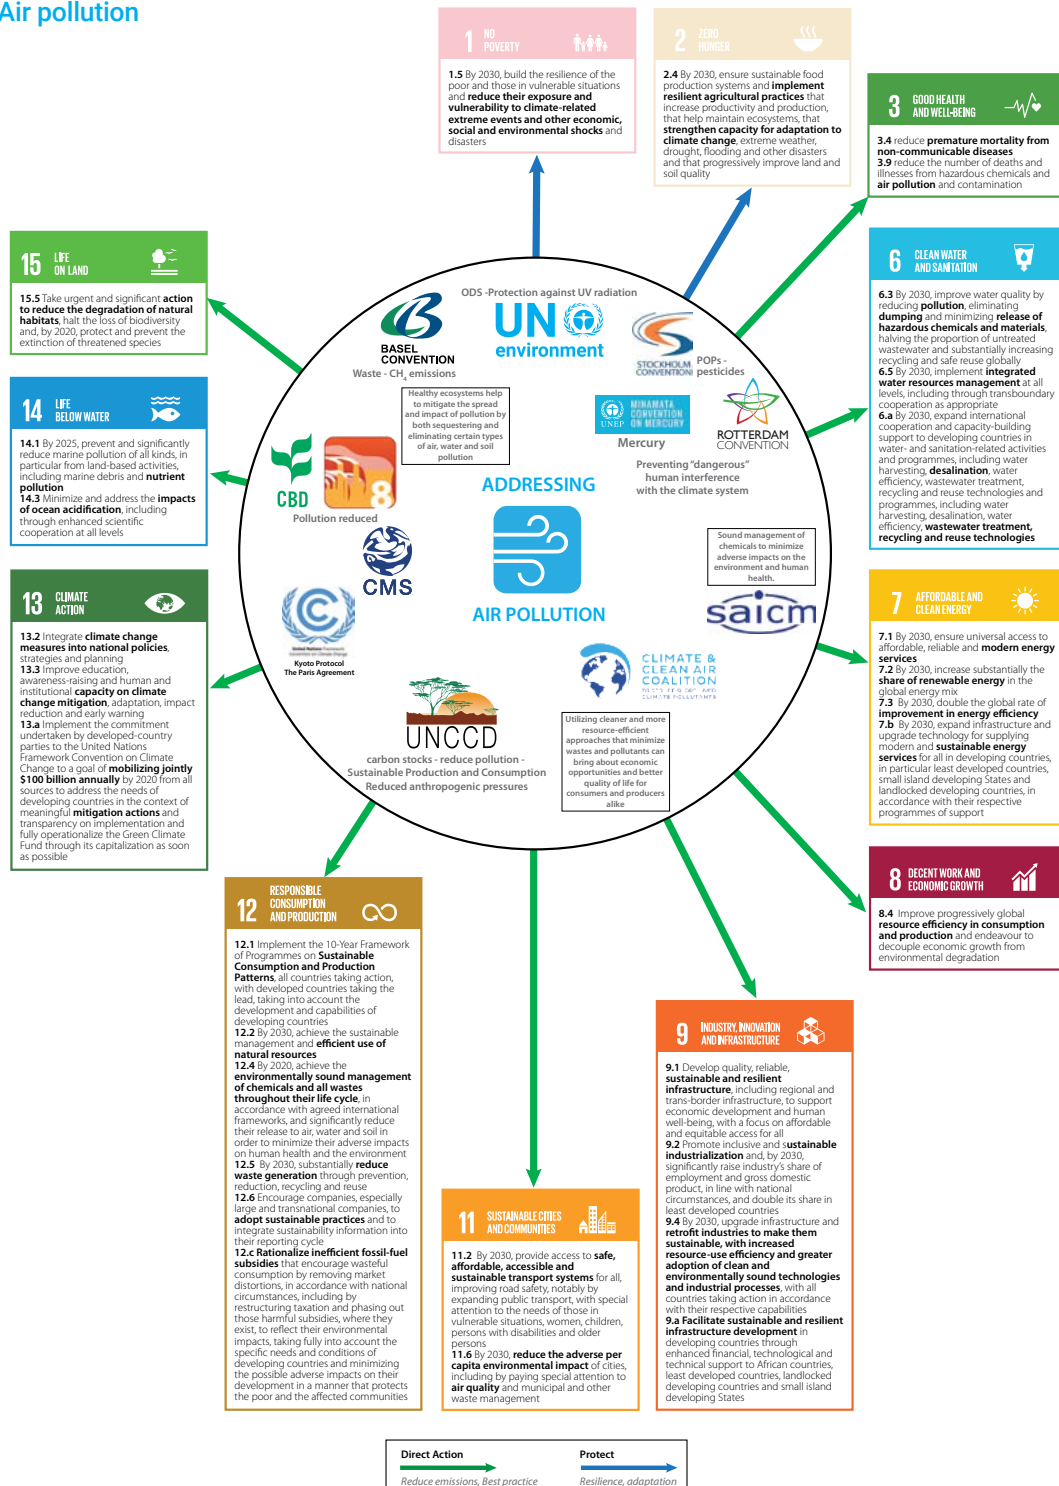 Air pollution
1 NO
POVERTY
1.5 By 2030, build the resilience of the
poor and those in vulnerable situations
and reduce their exposure and
vulnerability to climate-related
extreme events and other economic,
social and environmental shocks and
disasters
2 ZERO
HUNGER
2.4 By 2030, ensure sustainable food
production systems and implement
resilient agricultural practices that
increase productivity and production,
that help maintain ecosystems, that
strengthen capacity for adaptation to
climate change, extreme weather,
drought, flooding and other disasters
and that progressively improve land and
soil quality
3 GOOD HEALTH
AND WELL-BEING
3.4 reduce premature mortality from
non-communicable diseases
3.9 reduce the number of deaths and
illnesses from hazardous chemicals and
air pollution and contamination
6 CLEAN WATER
AND SANITATION
6.3 By 2030, improve water quality by
reducing pollution, eliminating
dumping and minimizing release of
hazardous chemicals and materials,
halving the proportion of untreated
wastewater and substantially increasing
recycling and safe reuse globally
6.5 By 2030, implement integrated
water resources management at all
levels, including through transboundary
cooperation as appropriate
6.a By 2030, expand international
cooperation and capacity-building
support to developing countries in
water- and sanitation-related activities
and programmes, including water
harvesting, desalination, water
efficiency, wastewater treatment,
recycling and reuse technologies and
programmes, including water
harvesting, desalination, water
efficiency, wastewater treatment,
recycling and reuse technologies
7 AFFORDABLE AND
CLEAN ENERGY
7.1 By 2030, ensure universal access to
affordable, reliable and modern energy
services
7.2 By 2030, increase substantially the
share of renewable energy in the
global energy mix
7.3 By 2030, double the global rate of
improvement in energy efficiency
7.b By 2030, expand infrastructure and
upgrade technology for supplying
modern and sustainable energy
services for all in developing countries,
in particular least developed countries,
small island developing States and
landlocked developing countries, in
accordance with their respective
programmes of support
8 DECENT WORK AND
ECONOMIC GROWTH
8.4 Improve progressively global
resource efficiency in consumption
and production and endeavour to
decouple economic growth from
environmental degradation
9 INDUSTRY, INNOVATION
AND INFRASTRUCTURE
9.1 Develop quality, reliable,
sustainable and resilient
infrastructure, including regional and
trans-border infrastructure, to support
economic development and human
well-being, with a focus on affordable
and equitable access for all
9.2 Promote inclusive and sustainable
industrialization and, by 2030,
significantly raise industry's share of
employment and gross domestic
product, in line with national
circumstances, and double its share in
least developed countries
9.4 By 2030, upgrade infrastructure and
retrofit industries to make them
sustainable, with increased
resource-use efficiency and greater
adoption of clean and
environmentally sound technologies
and industrial processes, with all
countries taking action in accordance
with their respective capabilities
9.a Facilitate sustainable and resilient
infrastructure development in
developing countries through
enhanced financial, technological and
technical support to African countries,
least developed countries, landlocked
developing countries and small island
developing States
11 SUSTAINABLE CITIES
AND COMMUNITIES
11.2 By 2030, provide access to safe,
affordable, accessible and
sustainable transport systems for all,
improving road safety, notably by
expanding public transport, with special
attention to the needs of those in
vulnerable situations, women, children,
persons with disabilities and older
persons
11.6 By 2030, reduce the adverse per
capita environmental impact of cities,
including by paying special attention to
air quality and municipal and other
waste management
12 RESPONSIBLE
CONSUMPTION
AND PRODUCTION
12.1 Implement the 10-Year Framework
of Programmes on Sustainable
Consumption and Production
Patterns, all countries taking action,
with developed countries taking the
lead, taking into account the
development and capabilities of
developing countries
12.2 By 2030, achieve the sustainable
management and efficient use of
natural resources
12.4 By 2020, achieve the
environmentally sound management
of chemicals and all wastes
throughout their life cycle, in
accordance with agreed international
frameworks, and significantly reduce
their release to air, water and soil in
order to minimize their adverse impacts
on human health and the environment
12.5 By 2030, substantially reduce
waste generation through prevention,
reduction, recycling and reuse
12.6 Encourage companies, especially
large and transnational companies, to
adopt sustainable practices and to
integrate sustainability information into
their reporting cycle
12.c Rationalize inefficient fossil-fuel
subsidies that encourage wasteful
consumption by removing market
distortions, in accordance with national
circumstances, including by
restructuring taxation and phasing out
those harmful subsidies, where they
exist, to reflect their environmental
impacts, taking fully into account the
specific needs and conditions of
developing countries and minimizing
the possible adverse impacts on their
development in a manner that protects
the poor and the affected communities
13 CLIMATE
ACTION
13.2 Integrate climate change
measures into national policies,
strategies and planning
13.3 Improve education,
awareness-raising and human and
institutional capacity on climate
change mitigation, adaptation, impact
reduction and early warning
13.a Implement the commitment
undertaken by developed-country
parties to the United Nations
Framework Convention on Climate
Change to a goal of mobilizing jointly
$100 billion annually by 2020 from all
sources to address the needs of
developing countries in the context of
meaningful mitigation actions and
transparency on implementation and
fully operationalize the Green Climate
Fund through its capitalization as soon
as possible
14 LIFE
BELOW WATER
14.1 By 2025, prevent and significantly
reduce marine pollution of all kinds, in
particular from land-based activities,
including marine debris and nutrient
pollution
14.3 Minimize and address the impacts
of ocean acidification, including
through enhanced scientific
cooperation at all levels
15 LIFE
ON LAND
15.5 Take urgent and significant action
to reduce the degradation of natural
habitats, halt the loss of biodiversity
and, by 2020, protect and prevent the
extinction of threatened species
ODS -Protection against UV radiation
UN
environment
BASEL
CONVENTION
Waste - CH4 emissions
STOCKHOLM
CONVENTION
POPs -
pesticides
Healthy ecosystems help
to mitigate the spread
and impact of pollution by
both sequestering and
eliminating certain types
of air, water and soil
pollution
UNEP
MINAMATA
CONVENTION
ON MERCURY
Mercury
ROTTERDAM
CONVENTION
Preventing "dangerous"
human interference
with the climate system
CBD
8
Pollution reduced
ADDRESSING
AIR POLLUTION
CMS
Sound management of
chemicals to minimize
adverse impacts on the
environment and human
health.
saicm
Kyoto Protocol
The Paris Agreement
CLIMATE &
CLEAN AIR
COALITION
UNCCD
carbon stocks - reduce pollution -
Sustainable Production and Consumption
Reduced anthropogenic pressures
Utilizing cleaner and more
resource-efficient
approaches that minimize
wastes and pollutants can
bring about economic
opportunities and better
quality of life for
consumers and producers
alike
Direct Action
Reduce emissions, Best practice
Protect
Resilience, adaptation